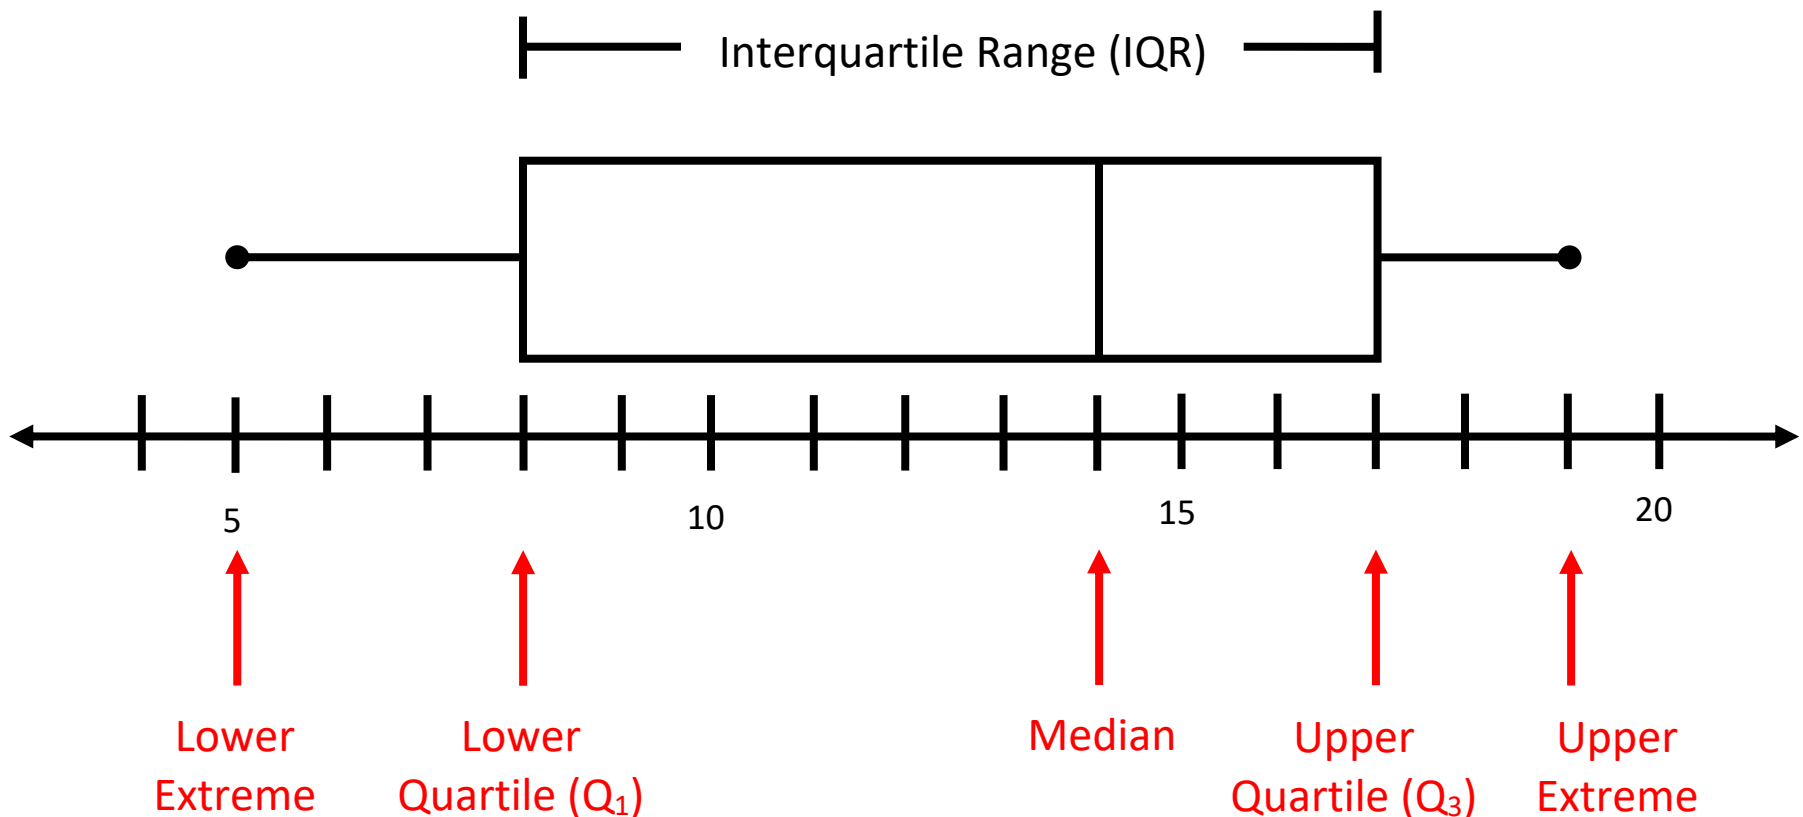 Interquartile Range (IQR)
5
10
15
20
Lower
Extreme
Lower
Quartile (Q₁)
Median
Upper
Quartile (Q₃)
Upper
Extreme